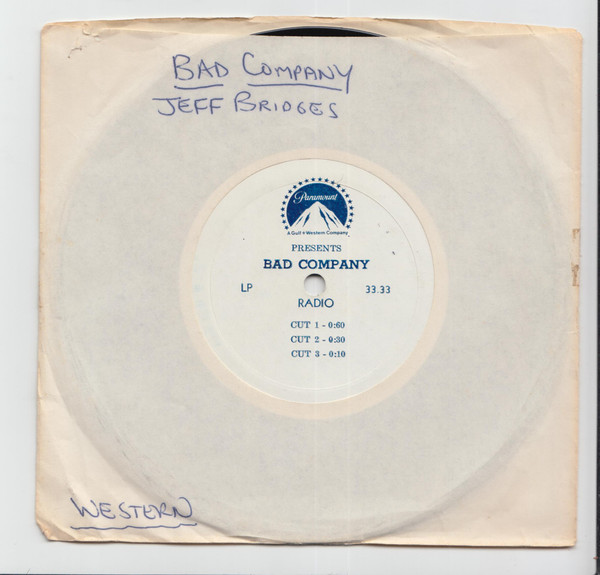 BAD COMPANY
JEFF BRIDGES
Paramount
A Gulf + Western Company
PRESENTS
BAD COMPANY
LP 33.33
RADIO
CUT 1 - 0:60
CUT 2 - 0:30
CUT 3 - 0:10
WESTERN